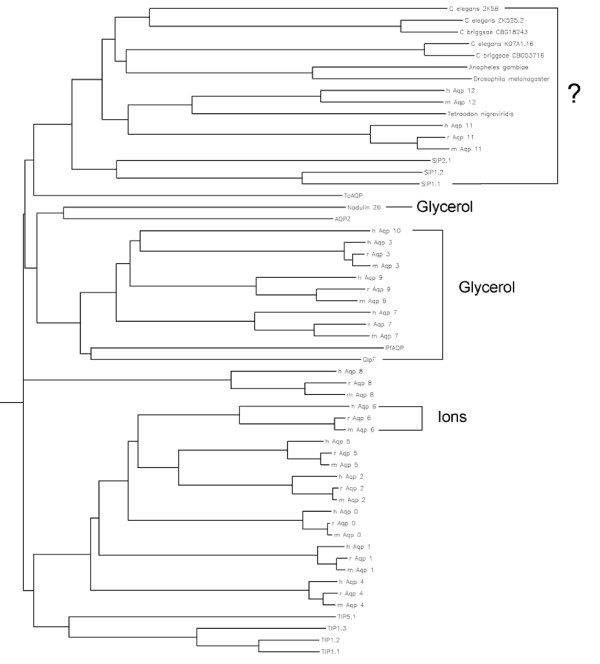 C elegans 2K58
C elegans ZK525.2
C briggsae CBG18243
C elegans K07A1.16
C briggsae CBG03716
Anopheles gambiae
Drosophila melonogaster
?
h Aqp 12
m Aqp 12
Tetraodon nigroviridis
h Aqp 11
r Aqp 11
m Aqp 11
SIP2.1
SIP1.2
SIP1.1
TcAQP
Nodulin 26
Glycerol
AQP2
h Aqp 10
h Aqp 3
r Aqp 3
m Aqp 3
h Aqp 9
Glycerol
r Aqp 9
m Aqp 9
h Aqp 7
r Aqp 7
m Aqp 7
PfAQP
GlpF
h Aqp 8
r Aqp 8
m Aqp 8
h Aqp 6
r Aqp 6
Ions
m Aqp 6
h Aqp 5
r Aqp 5
m Aqp 5
h Aqp 2
r Aqp 2
m Aqp 2
h Aqp 0
r Aqp 0
m Aqp 0
h Aqp 1
r Aqp 1
m Aqp 1
h Aqp 4
r Aqp 4
m Aqp 4
TIP5.1
TIP1.3
TIP1.2
TIP1.1